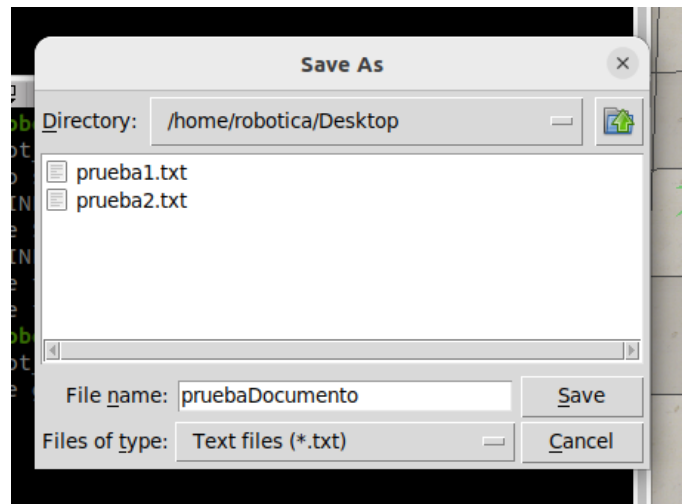 Save As
Directory: /home/robotica/Desktop
prueba1.txt
prueba2.txt
File name: pruebaDocumento Save
Files of type: Text files (*.txt) Cancel